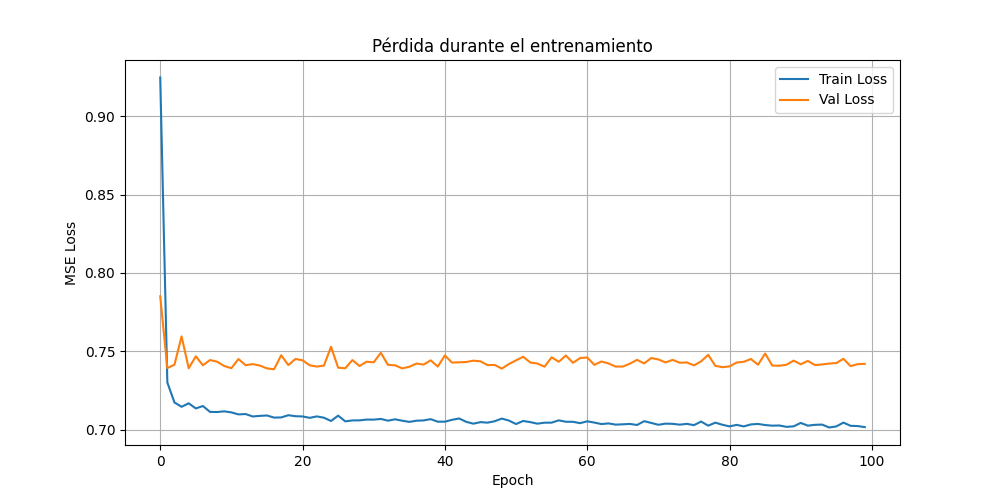 Pérdida durante el entrenamiento
Train Loss
Val Loss
MSE Loss
0.90
0.85
0.80
0.75
0.70
0
20
40
60
80
100
Epoch